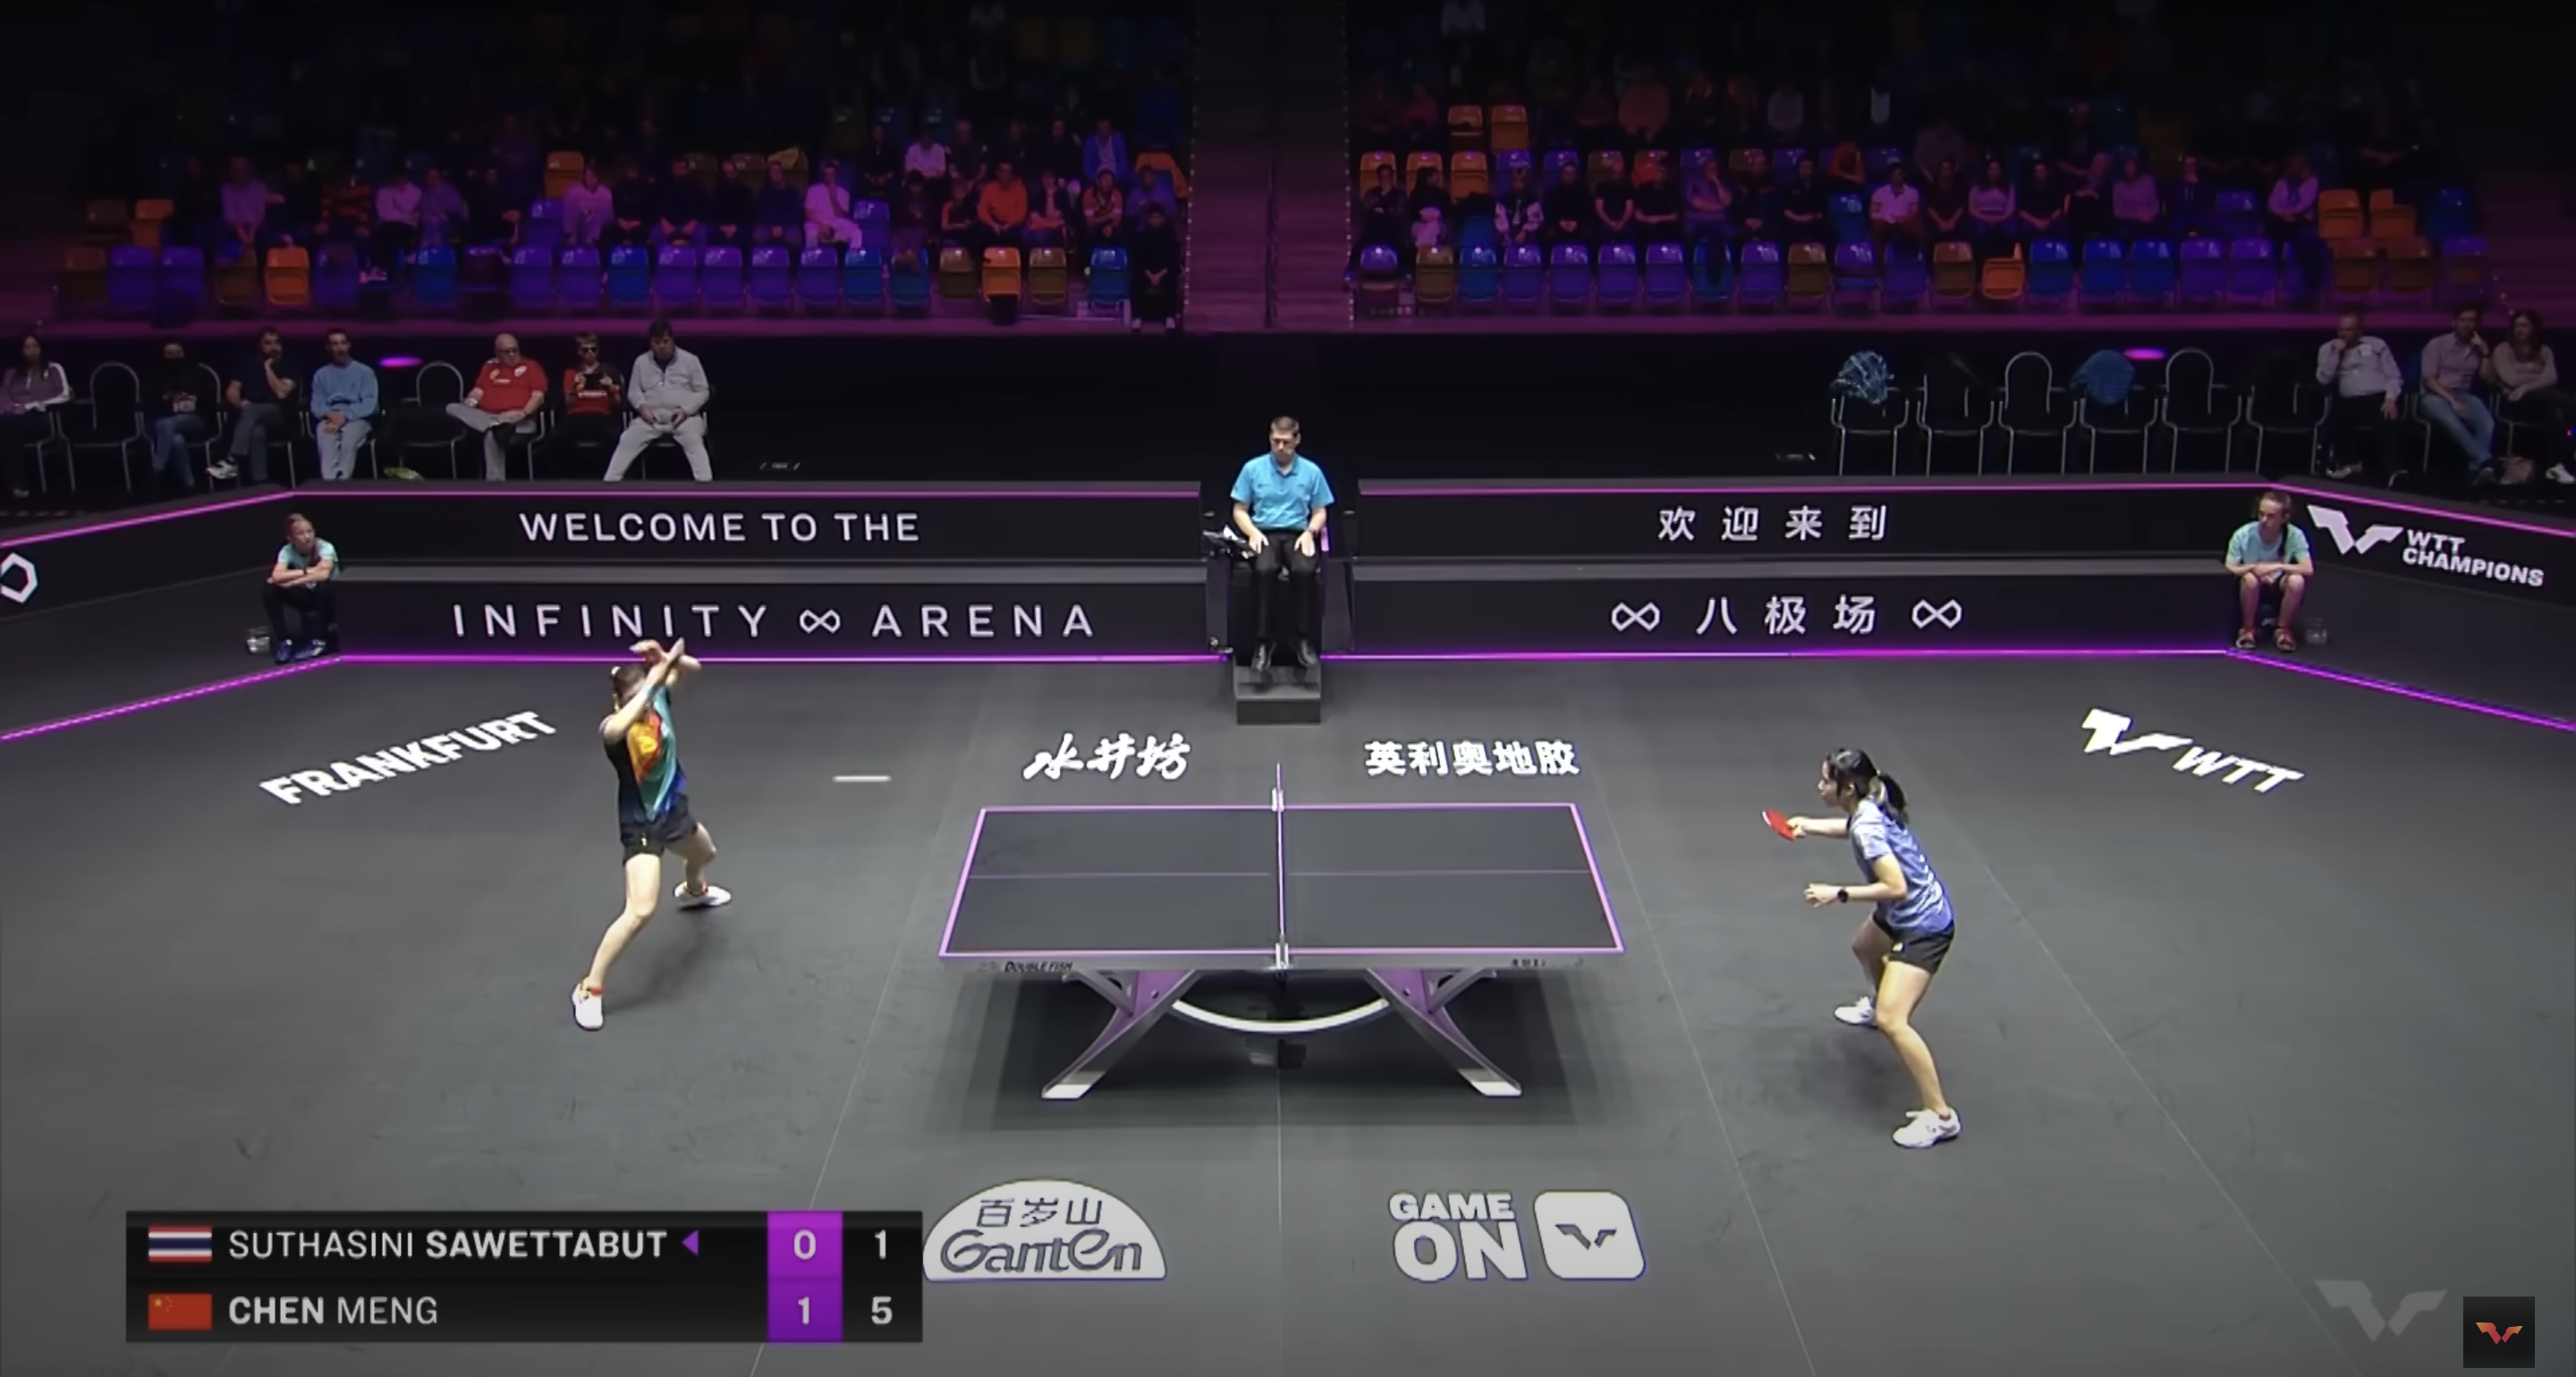 WELCOME TO THE
欢迎来到
WTT
CHAMPIONS
INFINITY ∞ ARENA
∞ 八极场 ∞
FRANKFURT
水井坊
英利奥地胶
WTT
DOUBLE FISH
百岁山
Ganten
GAME
ON
SUTHASINI SAWETTABUT 0 1
CHEN MENG 1 5